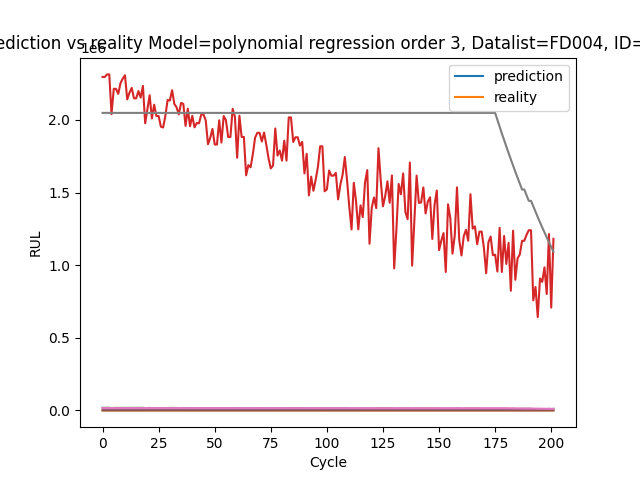 ediction vs reality Model=polynomial regression order 3, Datalist=FD004, ID=
1e6
prediction
reality
2.0
1.5
1.0
0.5
0.0
RUL
0 25 50 75 100 125 150 175 200
Cycle